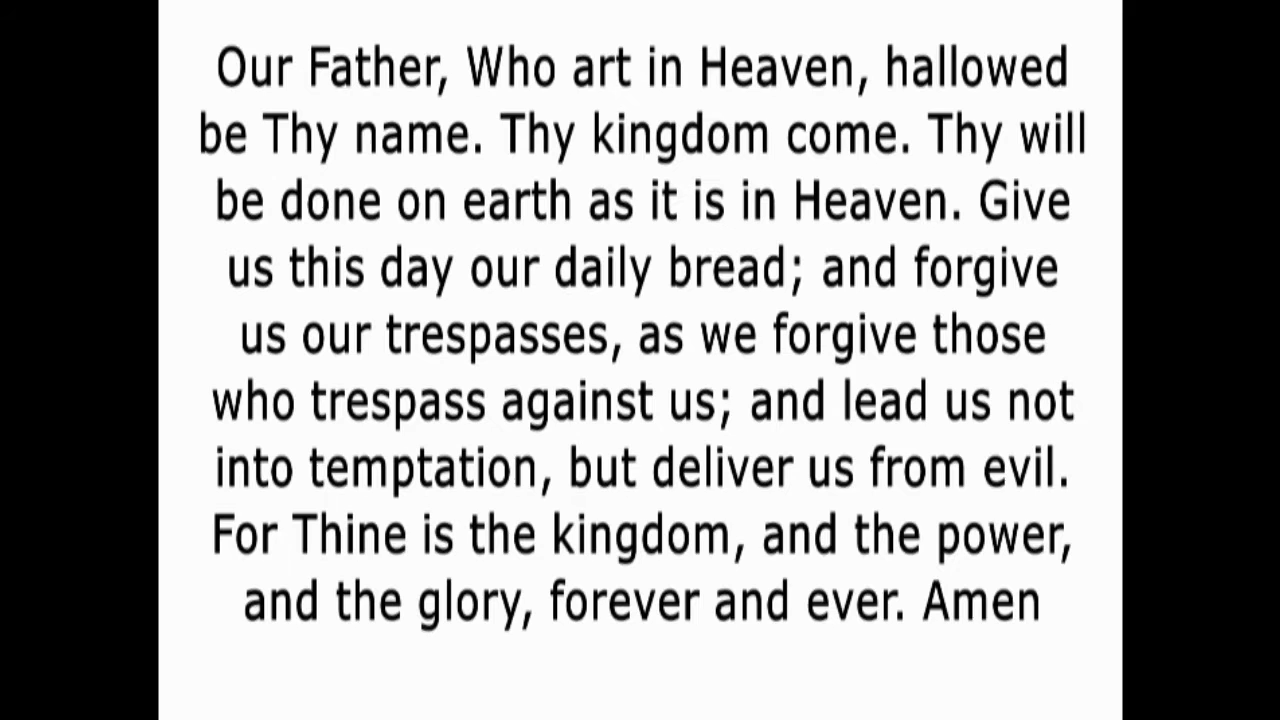 Our Father, Who art in Heaven, hallowed
be Thy name. Thy kingdom come. Thy will
be done on earth as it is in Heaven. Give
us this day our daily bread; and forgive
us our trespasses, as we forgive those
who trespass against us; and lead us not
into temptation, but deliver us from evil.
For Thine is the kingdom, and the power,
and the glory, forever and ever. Amen